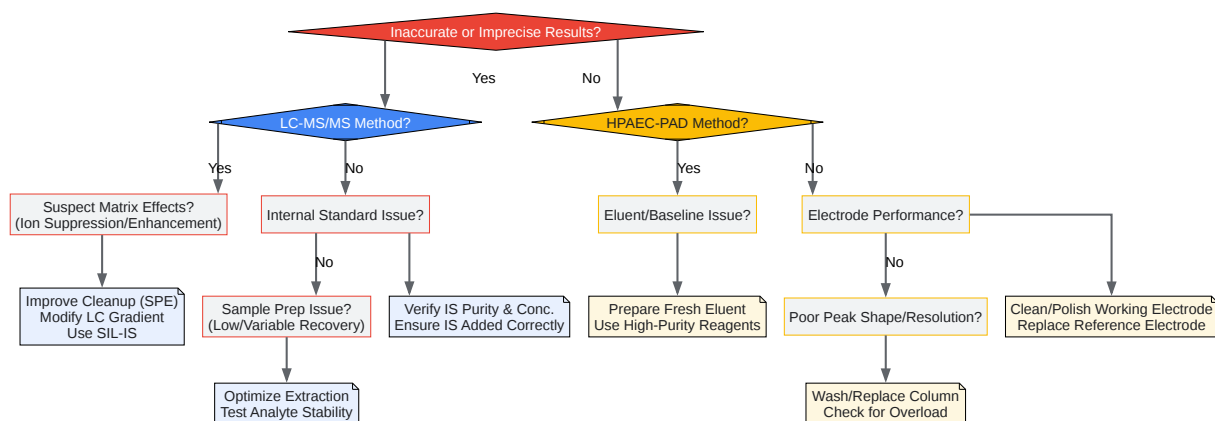 Inaccurate or Imprecise Results?
Yes
No
LC-MS/MS Method?
HPAEC-PAD Method?
Yes
No
Yes
No
Suspect Matrix Effects?
(Ion Suppression/Enhancement)
Internal Standard Issue?
Eluent/Baseline Issue?
Electrode Performance?
No
No
Improve Cleanup (SPE)
Modify LC Gradient
Use SIL-IS
Sample Prep Issue?
(Low/Variable Recovery)
Verify IS Purity & Conc.
Ensure IS Added Correctly
Prepare Fresh Eluent
Use High-Purity Reagents
Poor Peak Shape/Resolution?
Clean/Polish Working Electrode
Replace Reference Electrode
Optimize Extraction
Test Analyte Stability
Wash/Replace Column
Check for Overload